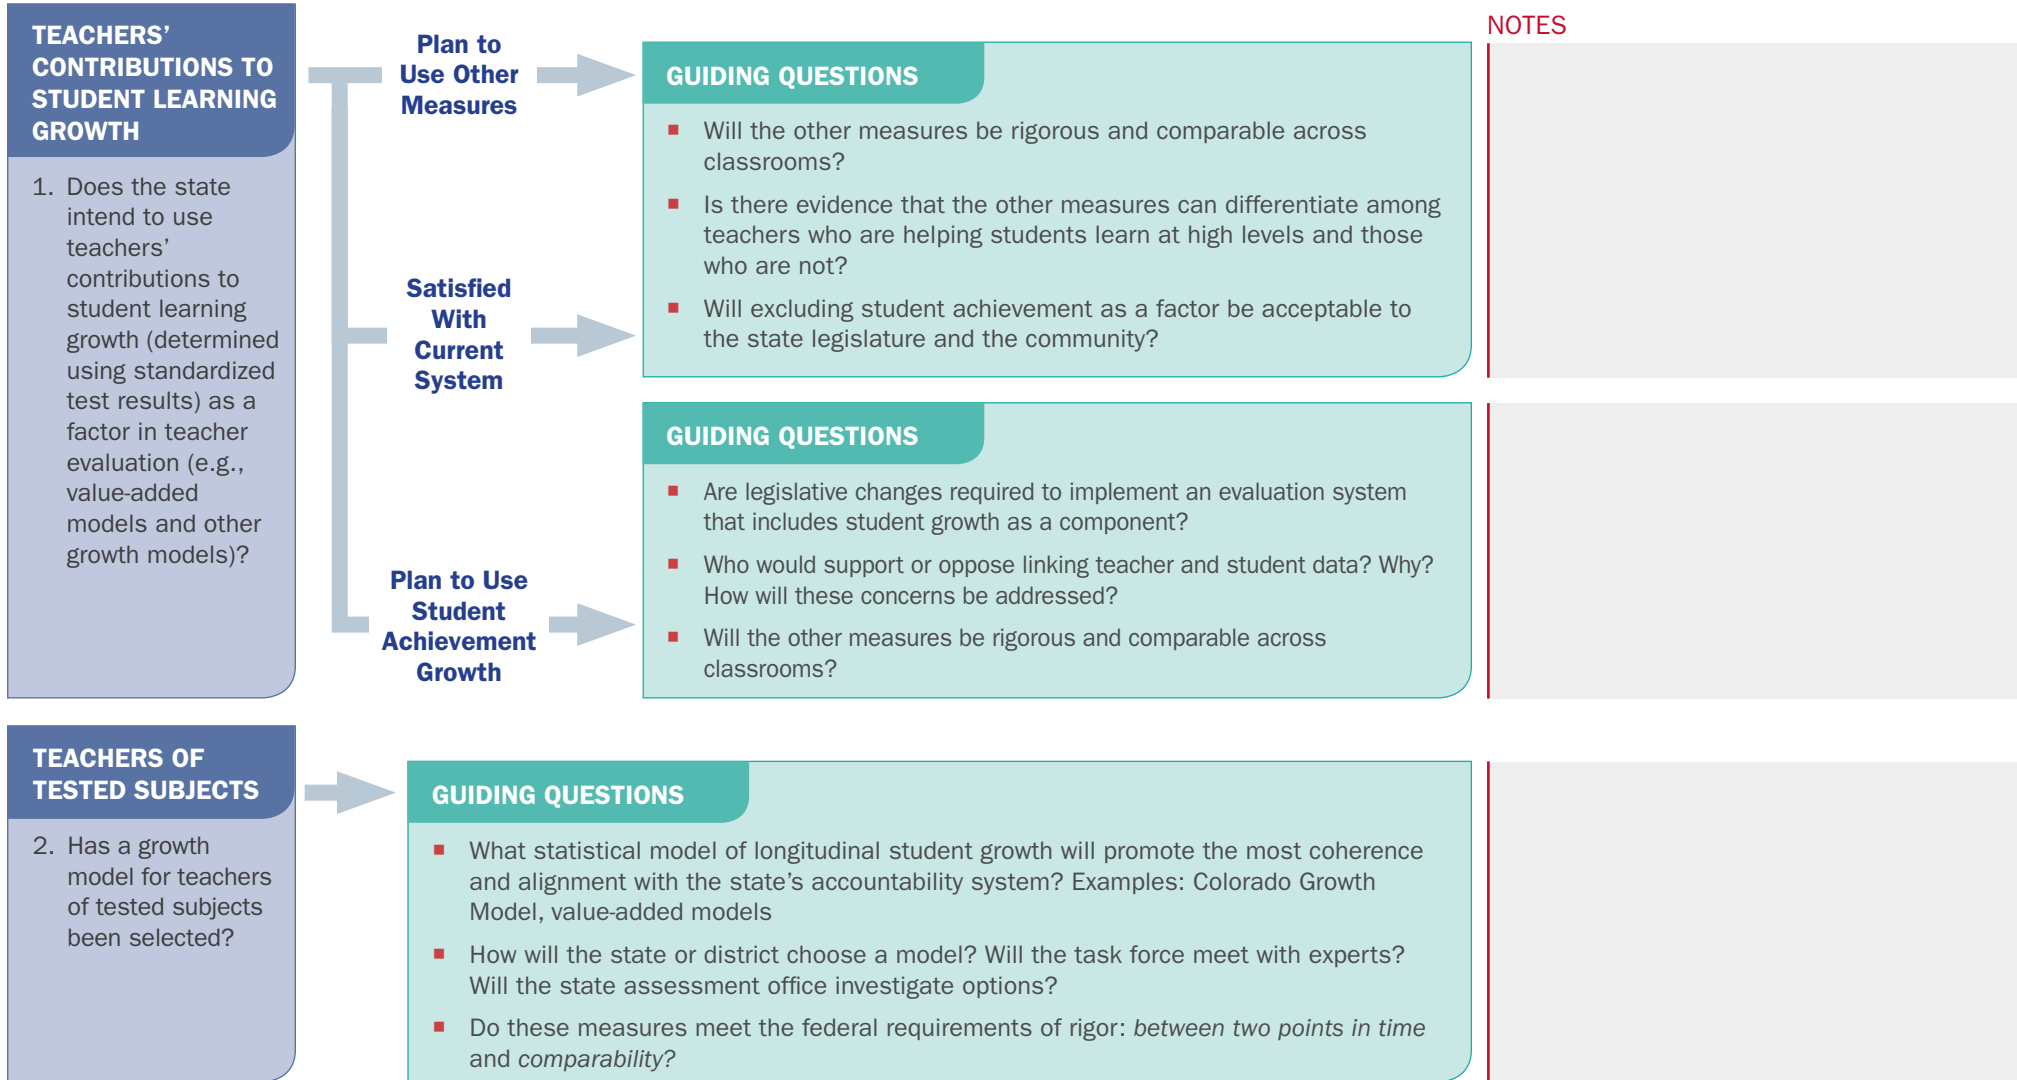 TEACHERS’
CONTRIBUTIONS TO
STUDENT LEARNING
GROWTH
1. Does the state
intend to use
teachers’
contributions to
student learning
growth (determined
using standardized
test results) as a
factor in teacher
evaluation (e.g.,
value-added
models and other
growth models)?
Plan to
Use Other
Measures
Satisfied
With
Current
System
Plan to Use
Student
Achievement
Growth
GUIDING QUESTIONS
■ Will the other measures be rigorous and comparable across
classrooms?
■ Is there evidence that the other measures can differentiate among
teachers who are helping students learn at high levels and those
who are not?
■ Will excluding student achievement as a factor be acceptable to
the state legislature and the community?
GUIDING QUESTIONS
■ Are legislative changes required to implement an evaluation system
that includes student growth as a component?
■ Who would support or oppose linking teacher and student data? Why?
How will these concerns be addressed?
■ Will the other measures be rigorous and comparable across
classrooms?
NOTES
TEACHERS OF
TESTED SUBJECTS
2. Has a growth
model for teachers
of tested subjects
been selected?
GUIDING QUESTIONS
■ What statistical model of longitudinal student growth will promote the most coherence
and alignment with the state’s accountability system? Examples: Colorado Growth
Model, value-added models
■ How will the state or district choose a model? Will the task force meet with experts?
Will the state assessment office investigate options?
■ Do these measures meet the federal requirements of rigor: between two points in time
and comparability?